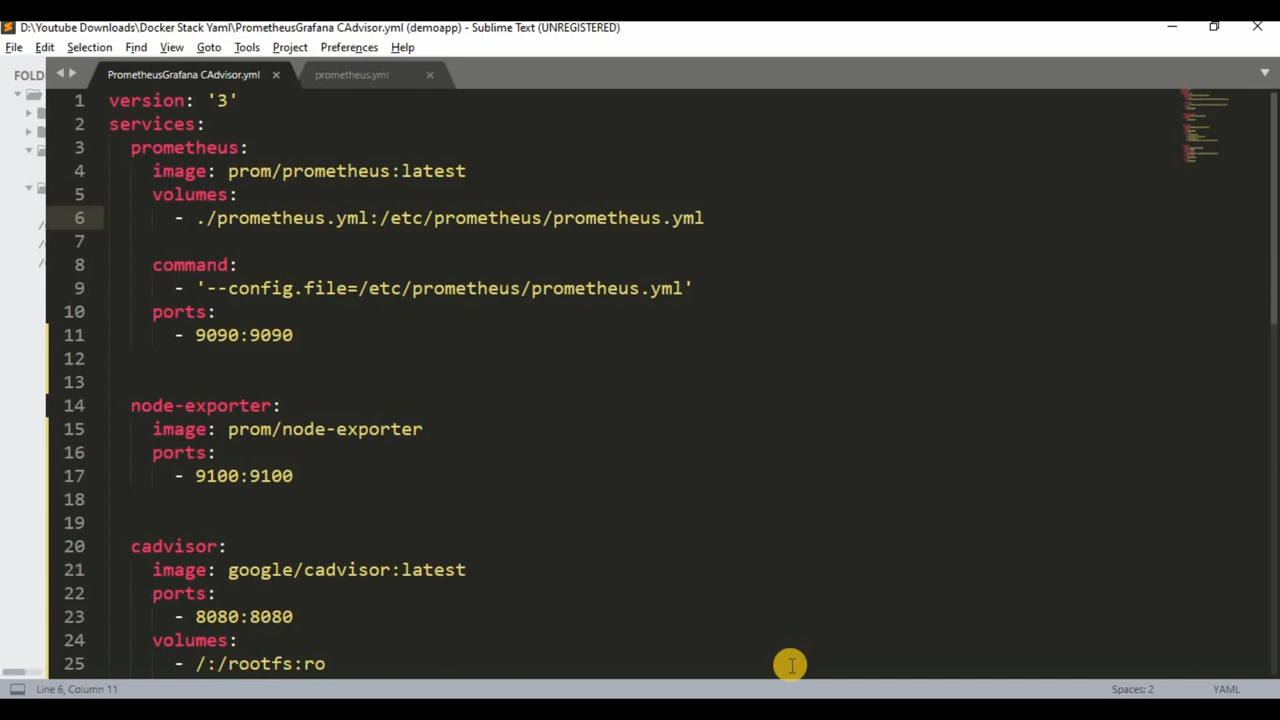 D:\Youtube Downloads\Docker Stack Yaml\PrometheusGrafana CAdvisor.yml (demoapp) - Sublime Text (UNREGISTERED)
File Edit Selection Find View Goto Tools Project Preferences Help
FOLD
PrometheusGrafana CAdvisor.yml
prometheus.yml
1 version: '3'
2 services:
3 prometheus:
4 image: prom/prometheus:latest
5 volumes:
6 - ./prometheus.yml:/etc/prometheus/prometheus.yml
7
8 command:
9 - '--config.file=/etc/prometheus/prometheus.yml'
10 ports:
11 - 9090:9090
12
13
14 node-exporter:
15 image: prom/node-exporter
16 ports:
17 - 9100:9100
18
19
20 cadvisor:
21 image: google/cadvisor:latest
22 ports:
23 - 8080:8080
24 volumes:
25 - /:/rootfs:ro
Line 6, Column 11
Spaces: 2
YAML